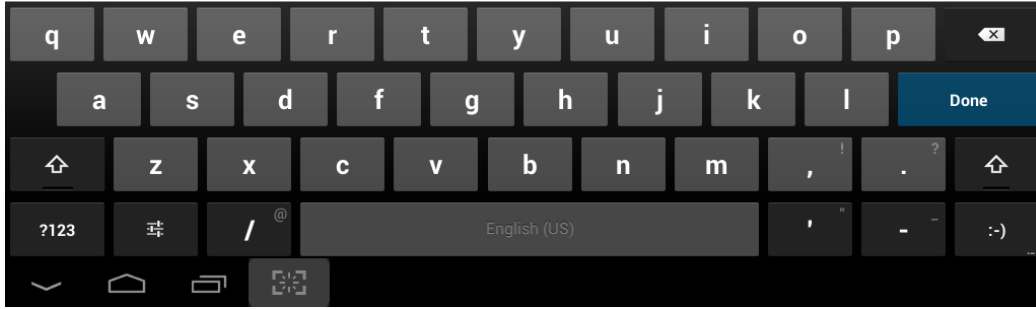 q w e r t y u i o p
a s d f g h j k l Done
z x c v b n m , ! . ?
?123 / @ English (US) ' " - _ :-) ...